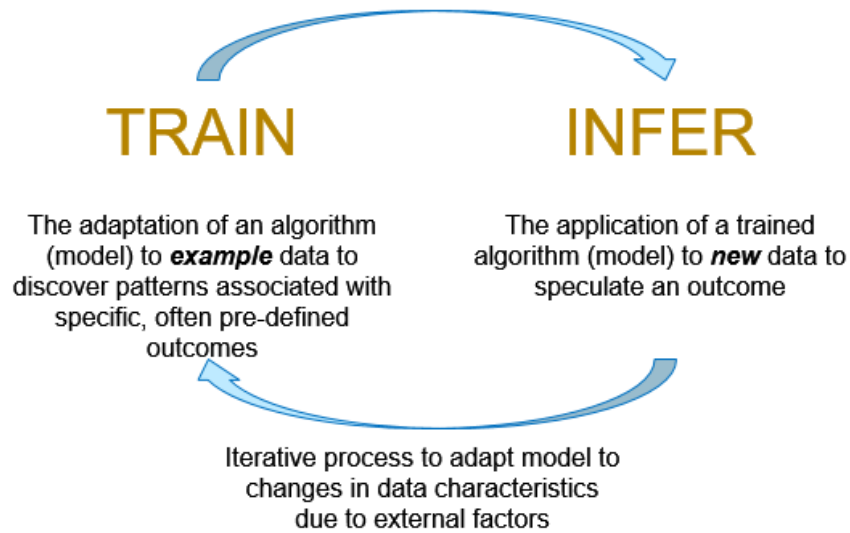 TRAIN
The adaptation of an algorithm
(model) to example data to
discover patterns associated with
specific, often pre-defined
outcomes
INFER
The application of a trained
algorithm (model) to new data to
speculate an outcome
Iterative process to adapt model to
changes in data characteristics
due to external factors